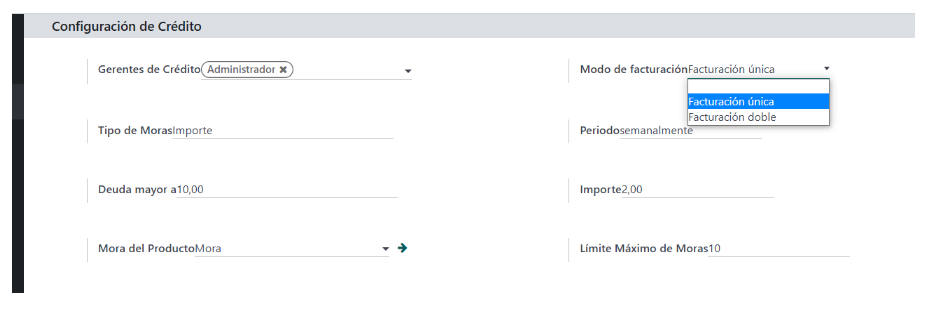 Configuración de Crédito
Gerentes de Crédito Administrador ✖
Modo de facturación Facturación única
Facturación única
Facturación doble
Tipo de Moras Importe
Periodo semanalmente
Deuda mayor a 10,00
Importe 2,00
Mora del Producto Mora
Límite Máximo de Moras 10